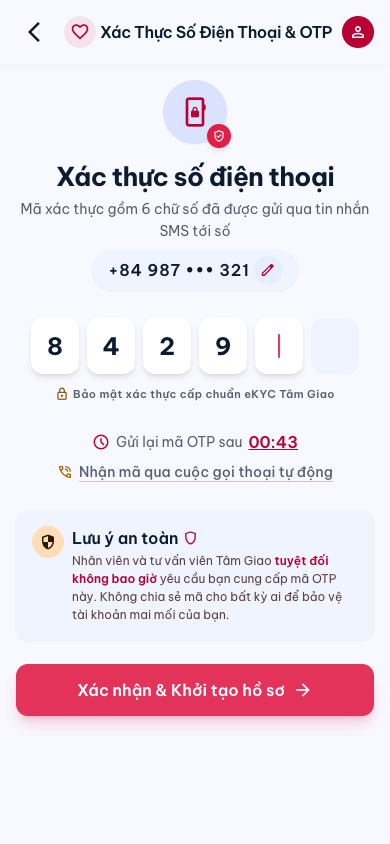 Xác Thực Số Điện Thoại & OTP
Xác thực số điện thoại
Mã xác thực gồm 6 chữ số đã được gửi qua tin nhắn
SMS tới số
+84 987 ••• 321
8 4 2 9
Bảo mật xác thực cấp chuẩn eKYC Tâm Giao
Gửi lại mã OTP sau 00:43
Nhận mã qua cuộc gọi thoại tự động
Lưu ý an toàn
Nhân viên và tư vấn viên Tâm Giao tuyệt đối
không bao giờ yêu cầu bạn cung cấp mã OTP
này. Không chia sẻ mã cho bất kỳ ai để bảo vệ
tài khoản mai mối của bạn.
Xác nhận & Khởi tạo hồ sơ